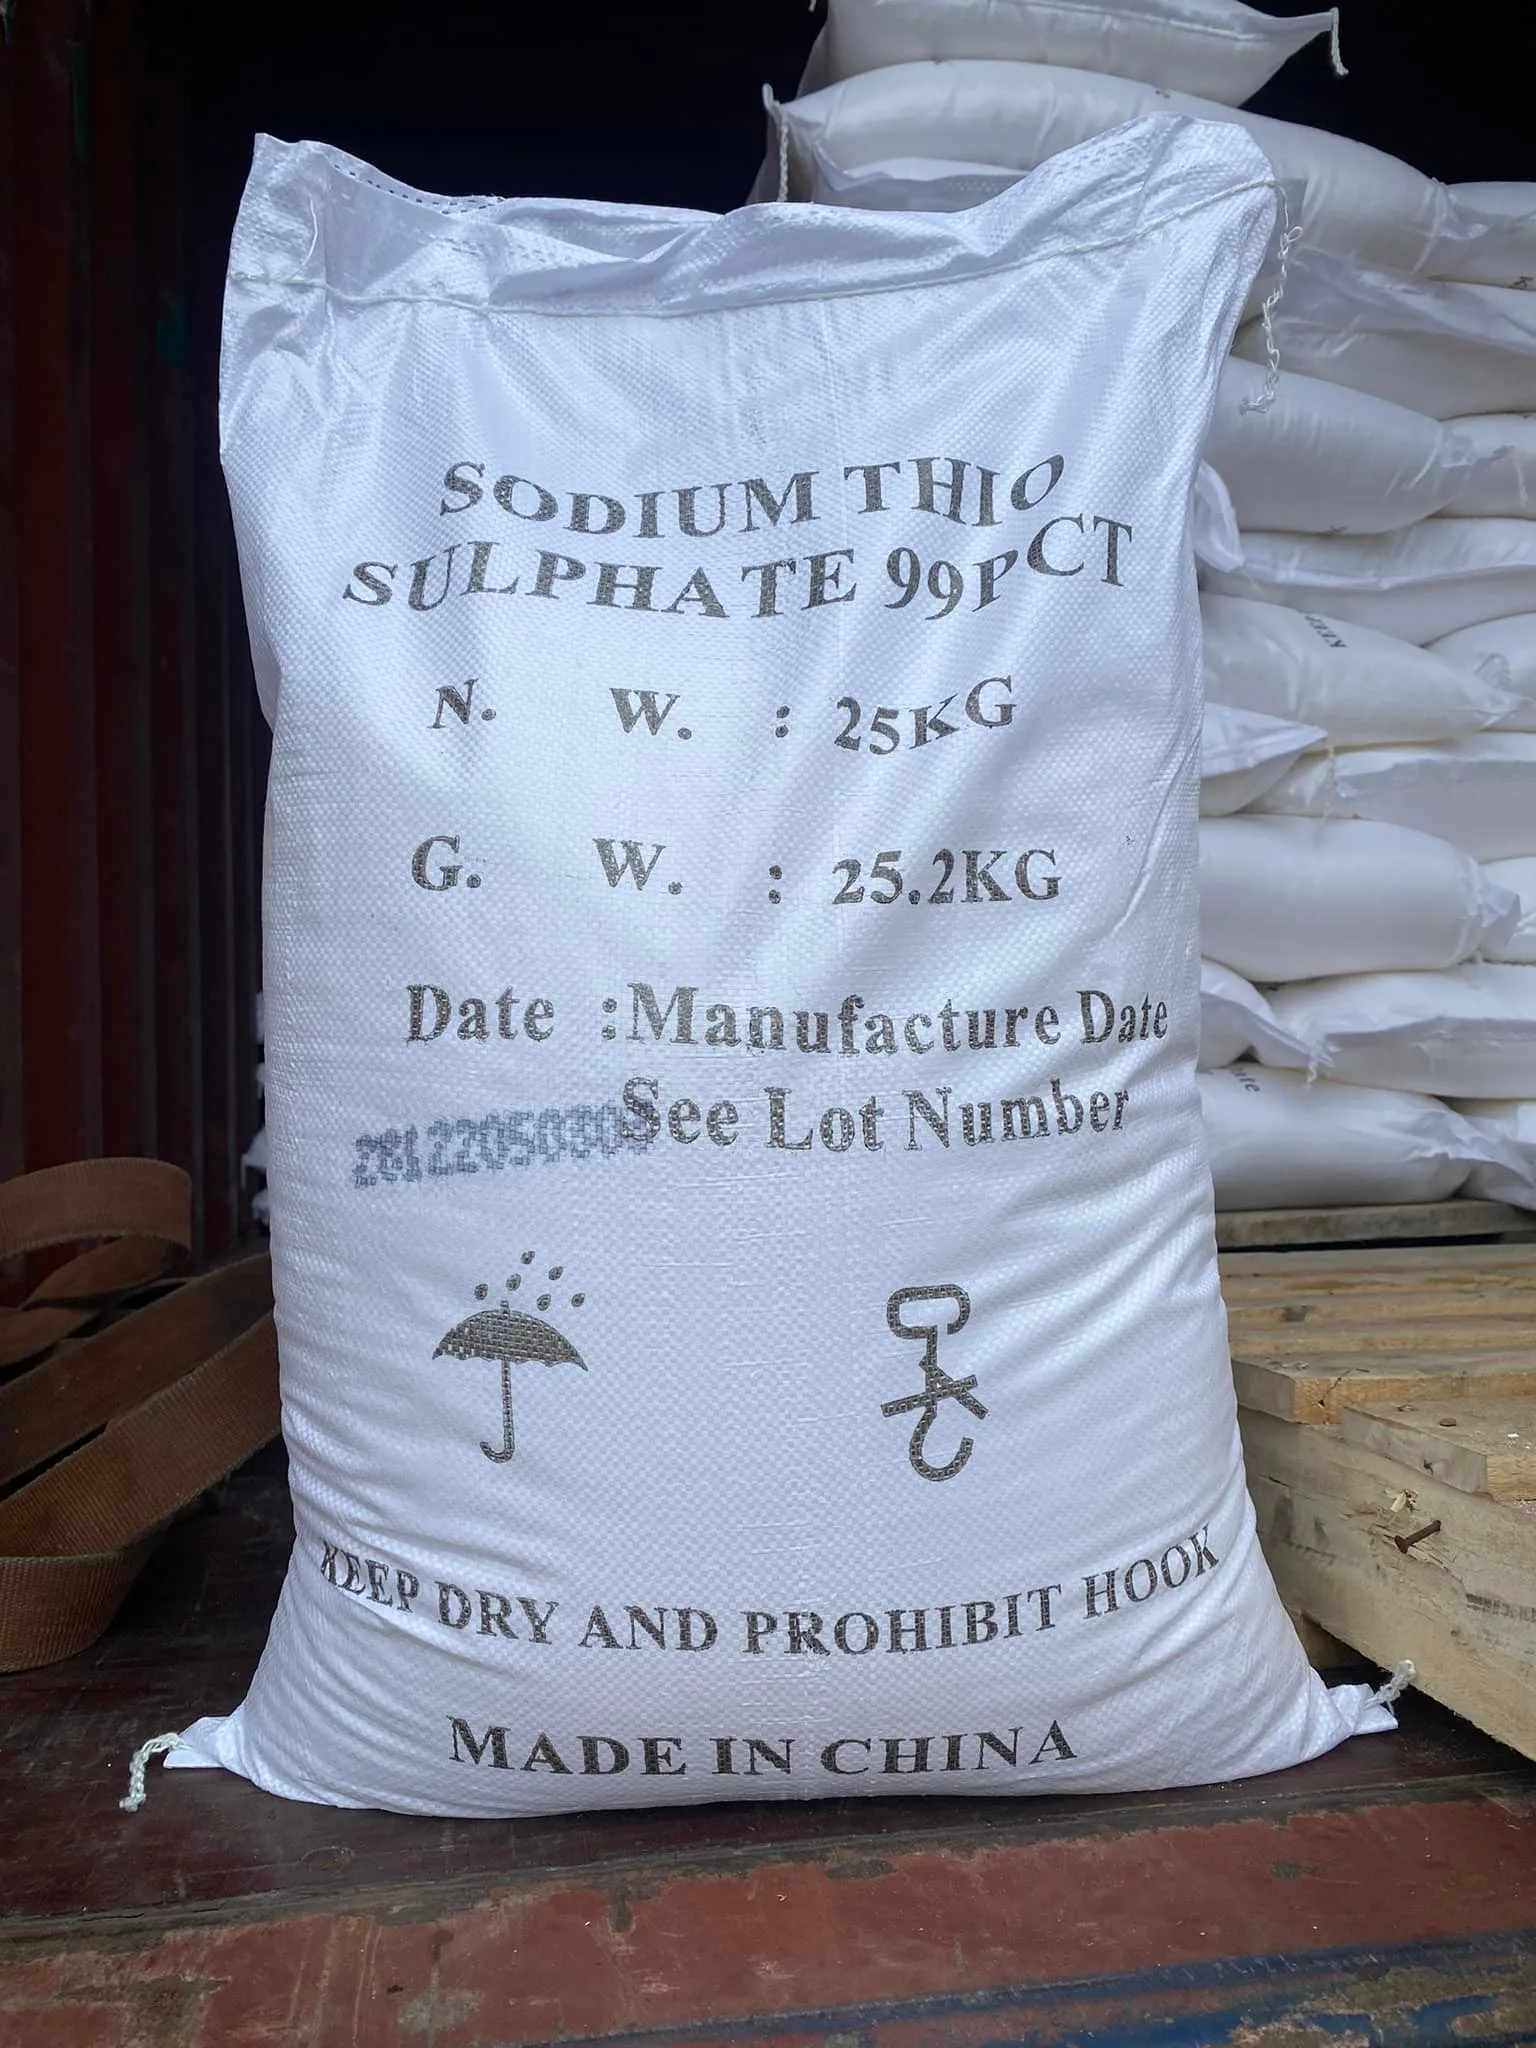 SODIUM THIO
SULPHATE 99PCT
N. W. : 25KG
G. W. : 25.2KG
Date :Manufacture Date
See Lot Number
KEEP DRY AND PROHIBIT HOOK
MADE IN CHINA
KEEP